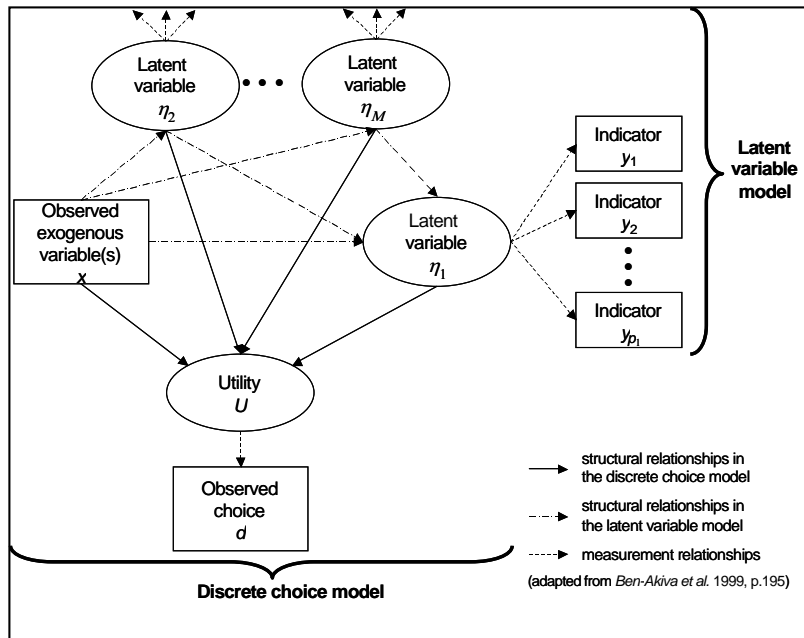 Latent
variable
η2
Latent
variable
ηM
Indicator
y1
Indicator
y2
Indicator
yp1
Latent
variable
model
Observed
exogenous
variable(s)
x
Latent
variable
η1
Utility
U
Observed
choice
d
structural relationships in
the discrete choice model
structural relationships in
the latent variable model
measurement relationships
(adapted from Ben-Akiva et al. 1999, p.195)
Discrete choice model